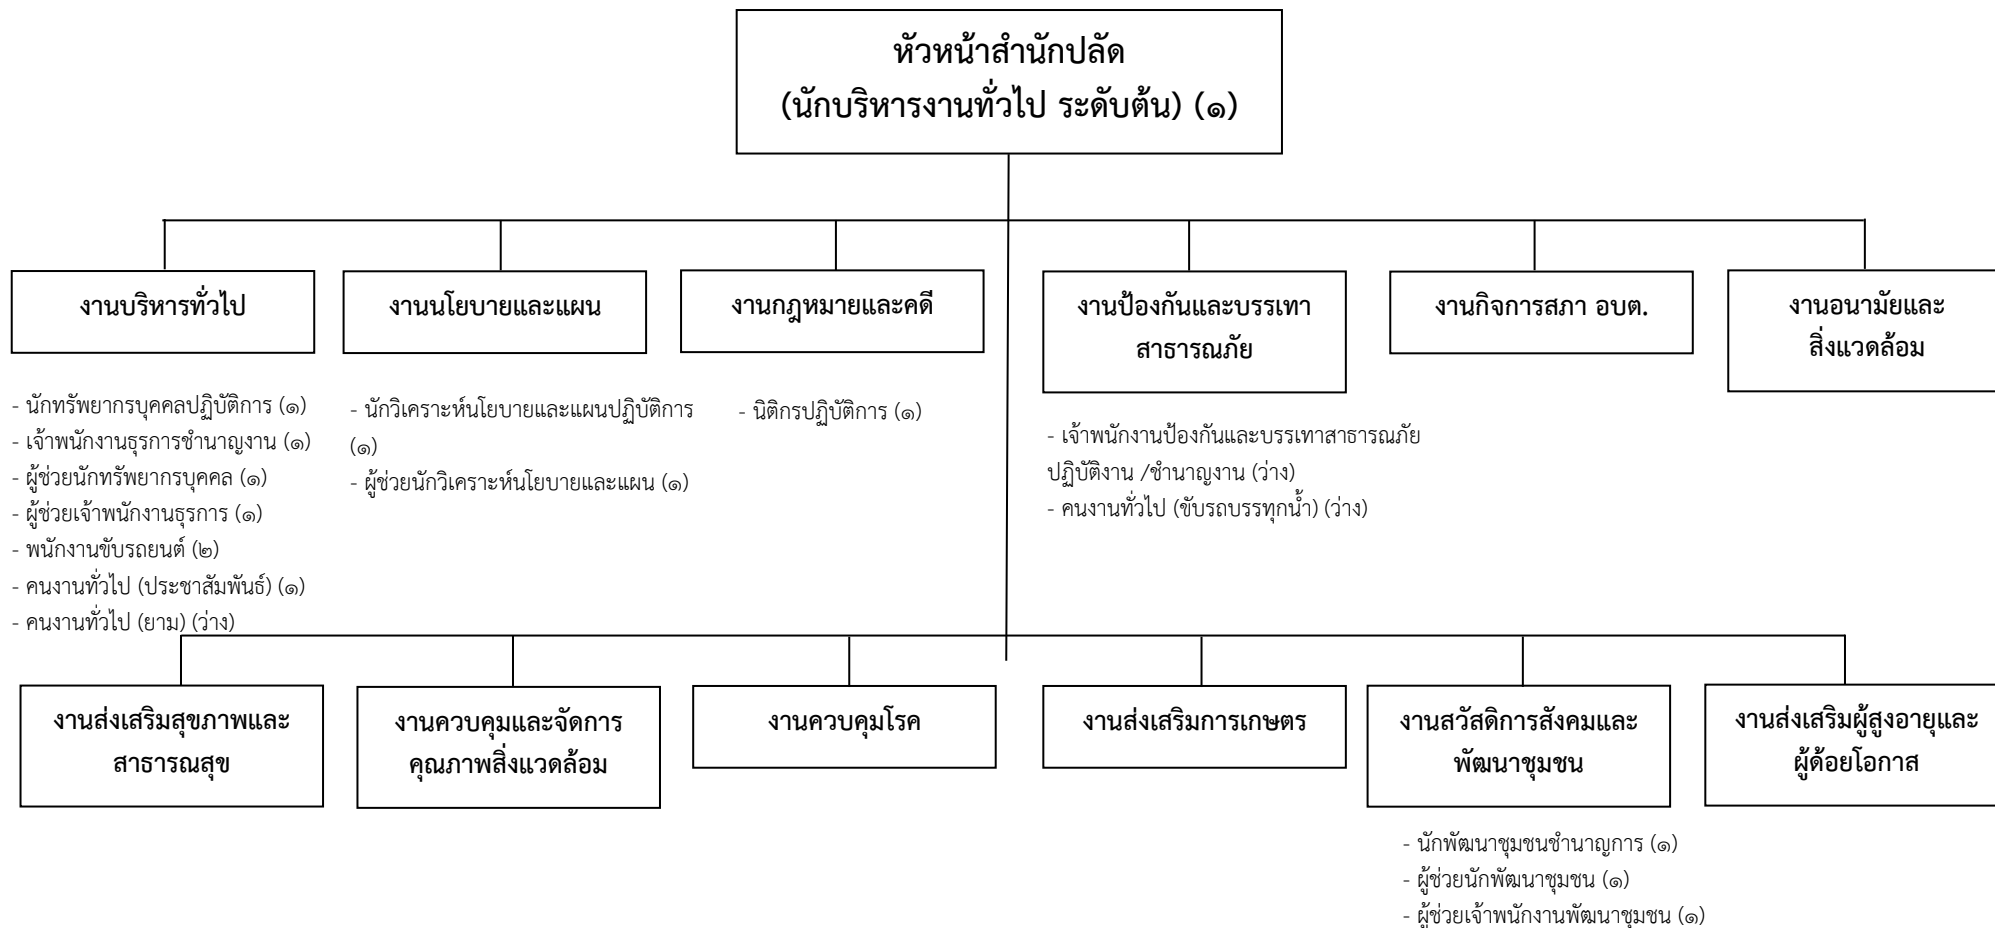 หัวหน้าสำนักปลัด
(นักบริหารงานทั่วไป ระดับต้น) (๑)
งานบริหารทั่วไป
- นักทรัพยากรบุคคลปฏิบัติการ (๑)
- เจ้าพนักงานธุรการชำนาญงาน (๑)
- ผู้ช่วยนักทรัพยากรบุคคล (๑)
- ผู้ช่วยเจ้าพนักงานธุรการ (๑)
- พนักงานขับรถยนต์ (๒)
- คนงานทั่วไป (ประชาสัมพันธ์) (๑)
- คนงานทั่วไป (ยาม) (ว่าง)
งานนโยบายและแผน
- นักวิเคราะห์นโยบายและแผนปฏิบัติการ
(๑)
- ผู้ช่วยนักวิเคราะห์นโยบายและแผน (๑)
งานกฎหมายและคดี
- นิติกรปฏิบัติการ (๑)
งานป้องกันและบรรเทา
สาธารณภัย
- เจ้าพนักงานป้องกันและบรรเทาสาธารณภัย
ปฏิบัติงาน /ชำนาญงาน (ว่าง)
- คนงานทั่วไป (ขับรถบรรทุกน้ำ) (ว่าง)
งานกิจการสภา อบต.
งานอนามัยและ
สิ่งแวดล้อม
งานส่งเสริมสุขภาพและ
สาธารณสุข
งานควบคุมและจัดการ
คุณภาพสิ่งแวดล้อม
งานควบคุมโรค
งานส่งเสริมการเกษตร
งานสวัสดิการสังคมและ
พัฒนาชุมชน
- นักพัฒนาชุมชนชำนาญการ (๑)
- ผู้ช่วยนักพัฒนาชุมชน (๑)
- ผู้ช่วยเจ้าพนักงานพัฒนาชุมชน (๑)
งานส่งเสริมผู้สูงอายุและ
ผู้ด้อยโอกาส